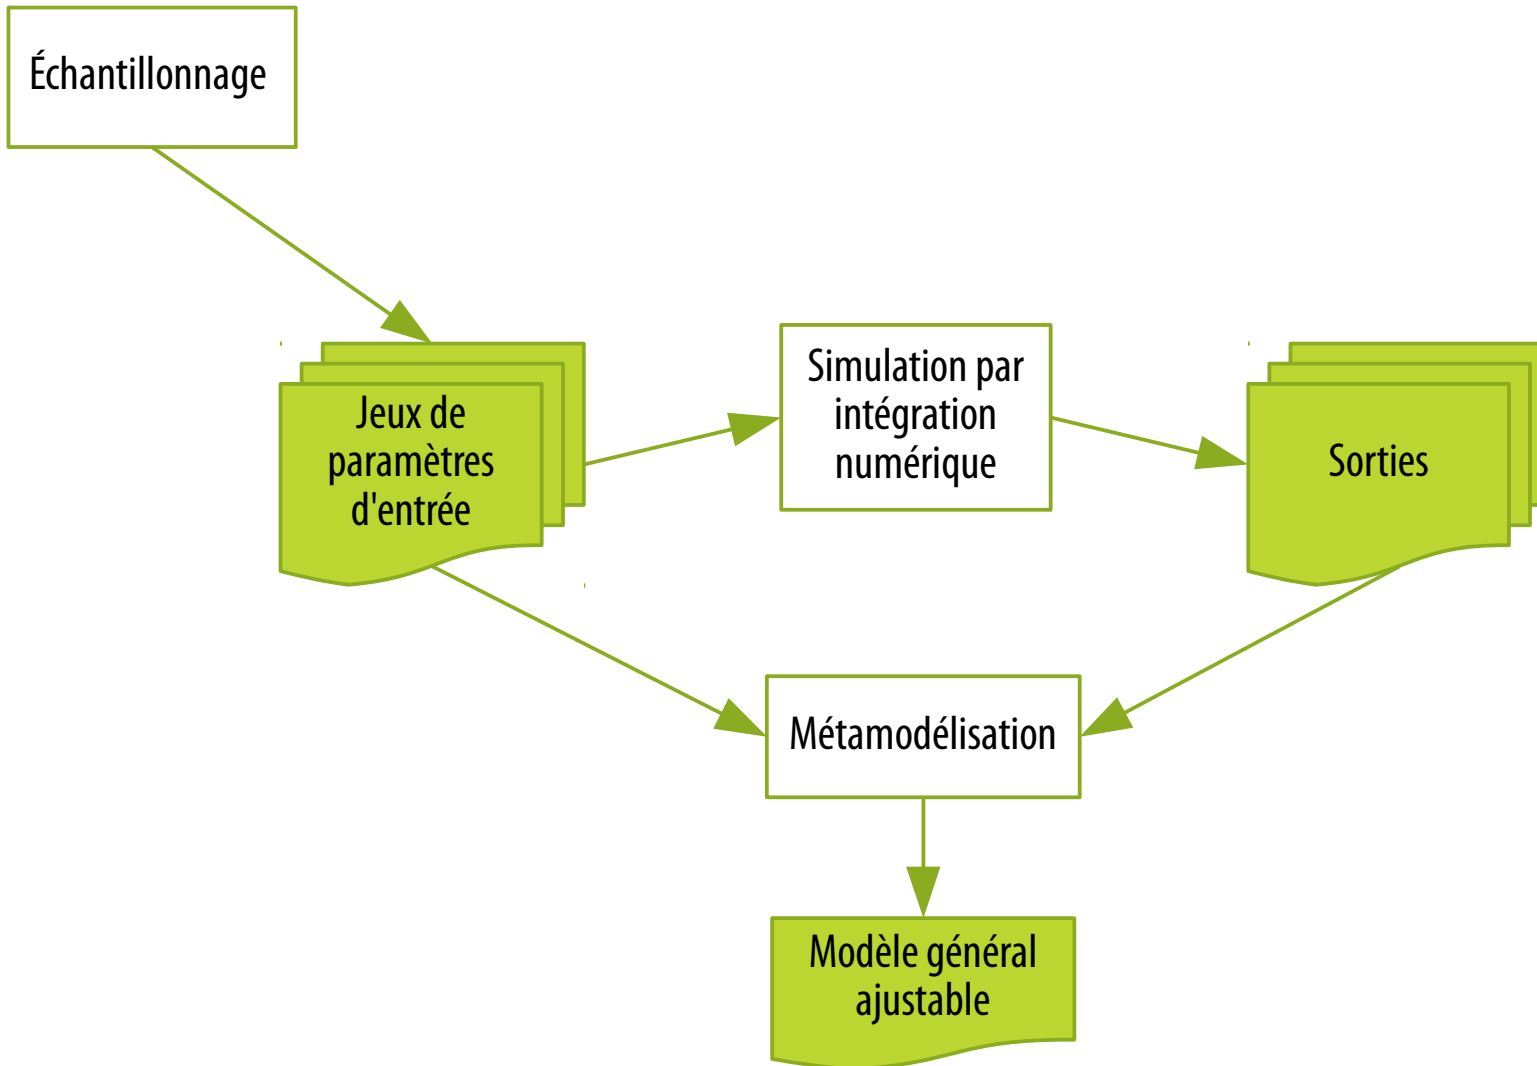 Échantillonnage
Jeux de
paramètres
d'entrée
Simulation par
intégration
numérique
Sorties
Métamodélisation
Modèle général
ajustable